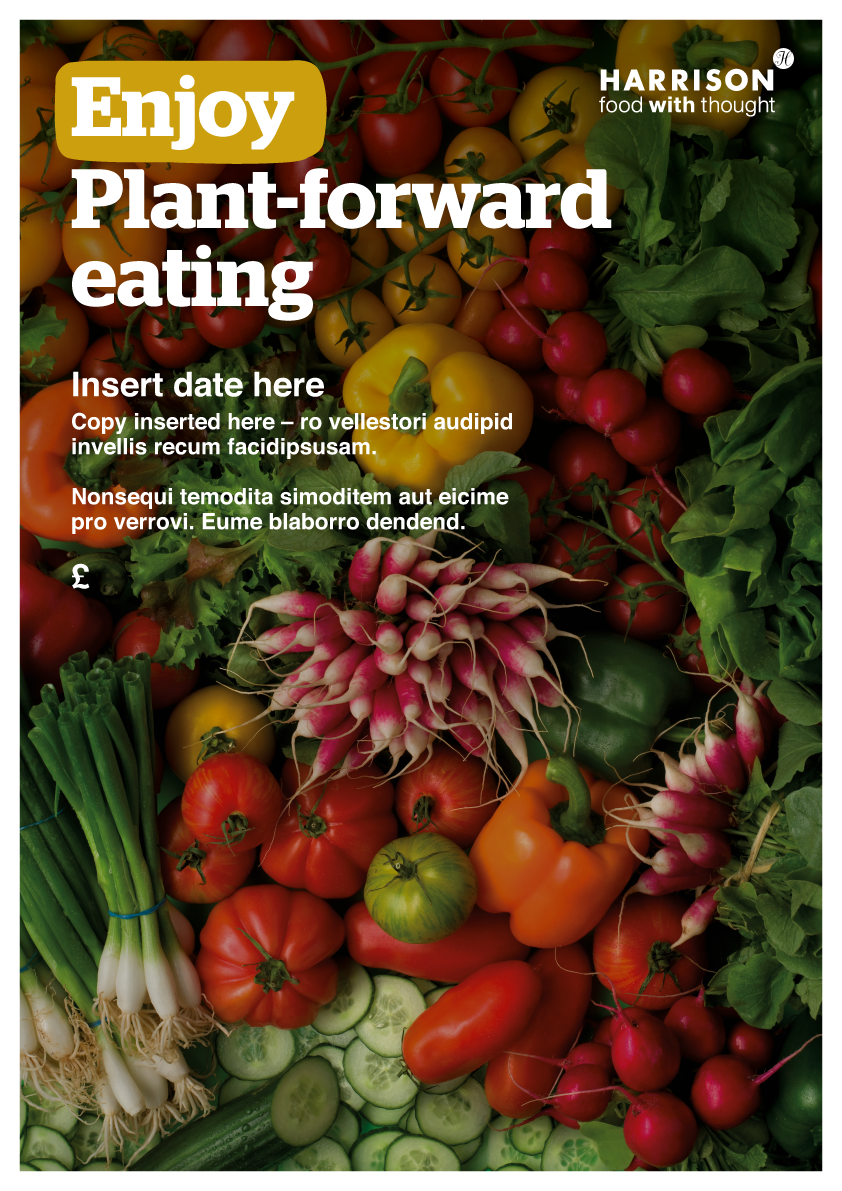 Enjoy
Plant-forward
eating
HARRISON
food with thought
Insert date here
Copy inserted here – ro vellestori audipid
invellis recum facidipsusam.
Nonsequi temodita simoditem aut eicime
pro verrovi. Eume blaborro dendend.
£